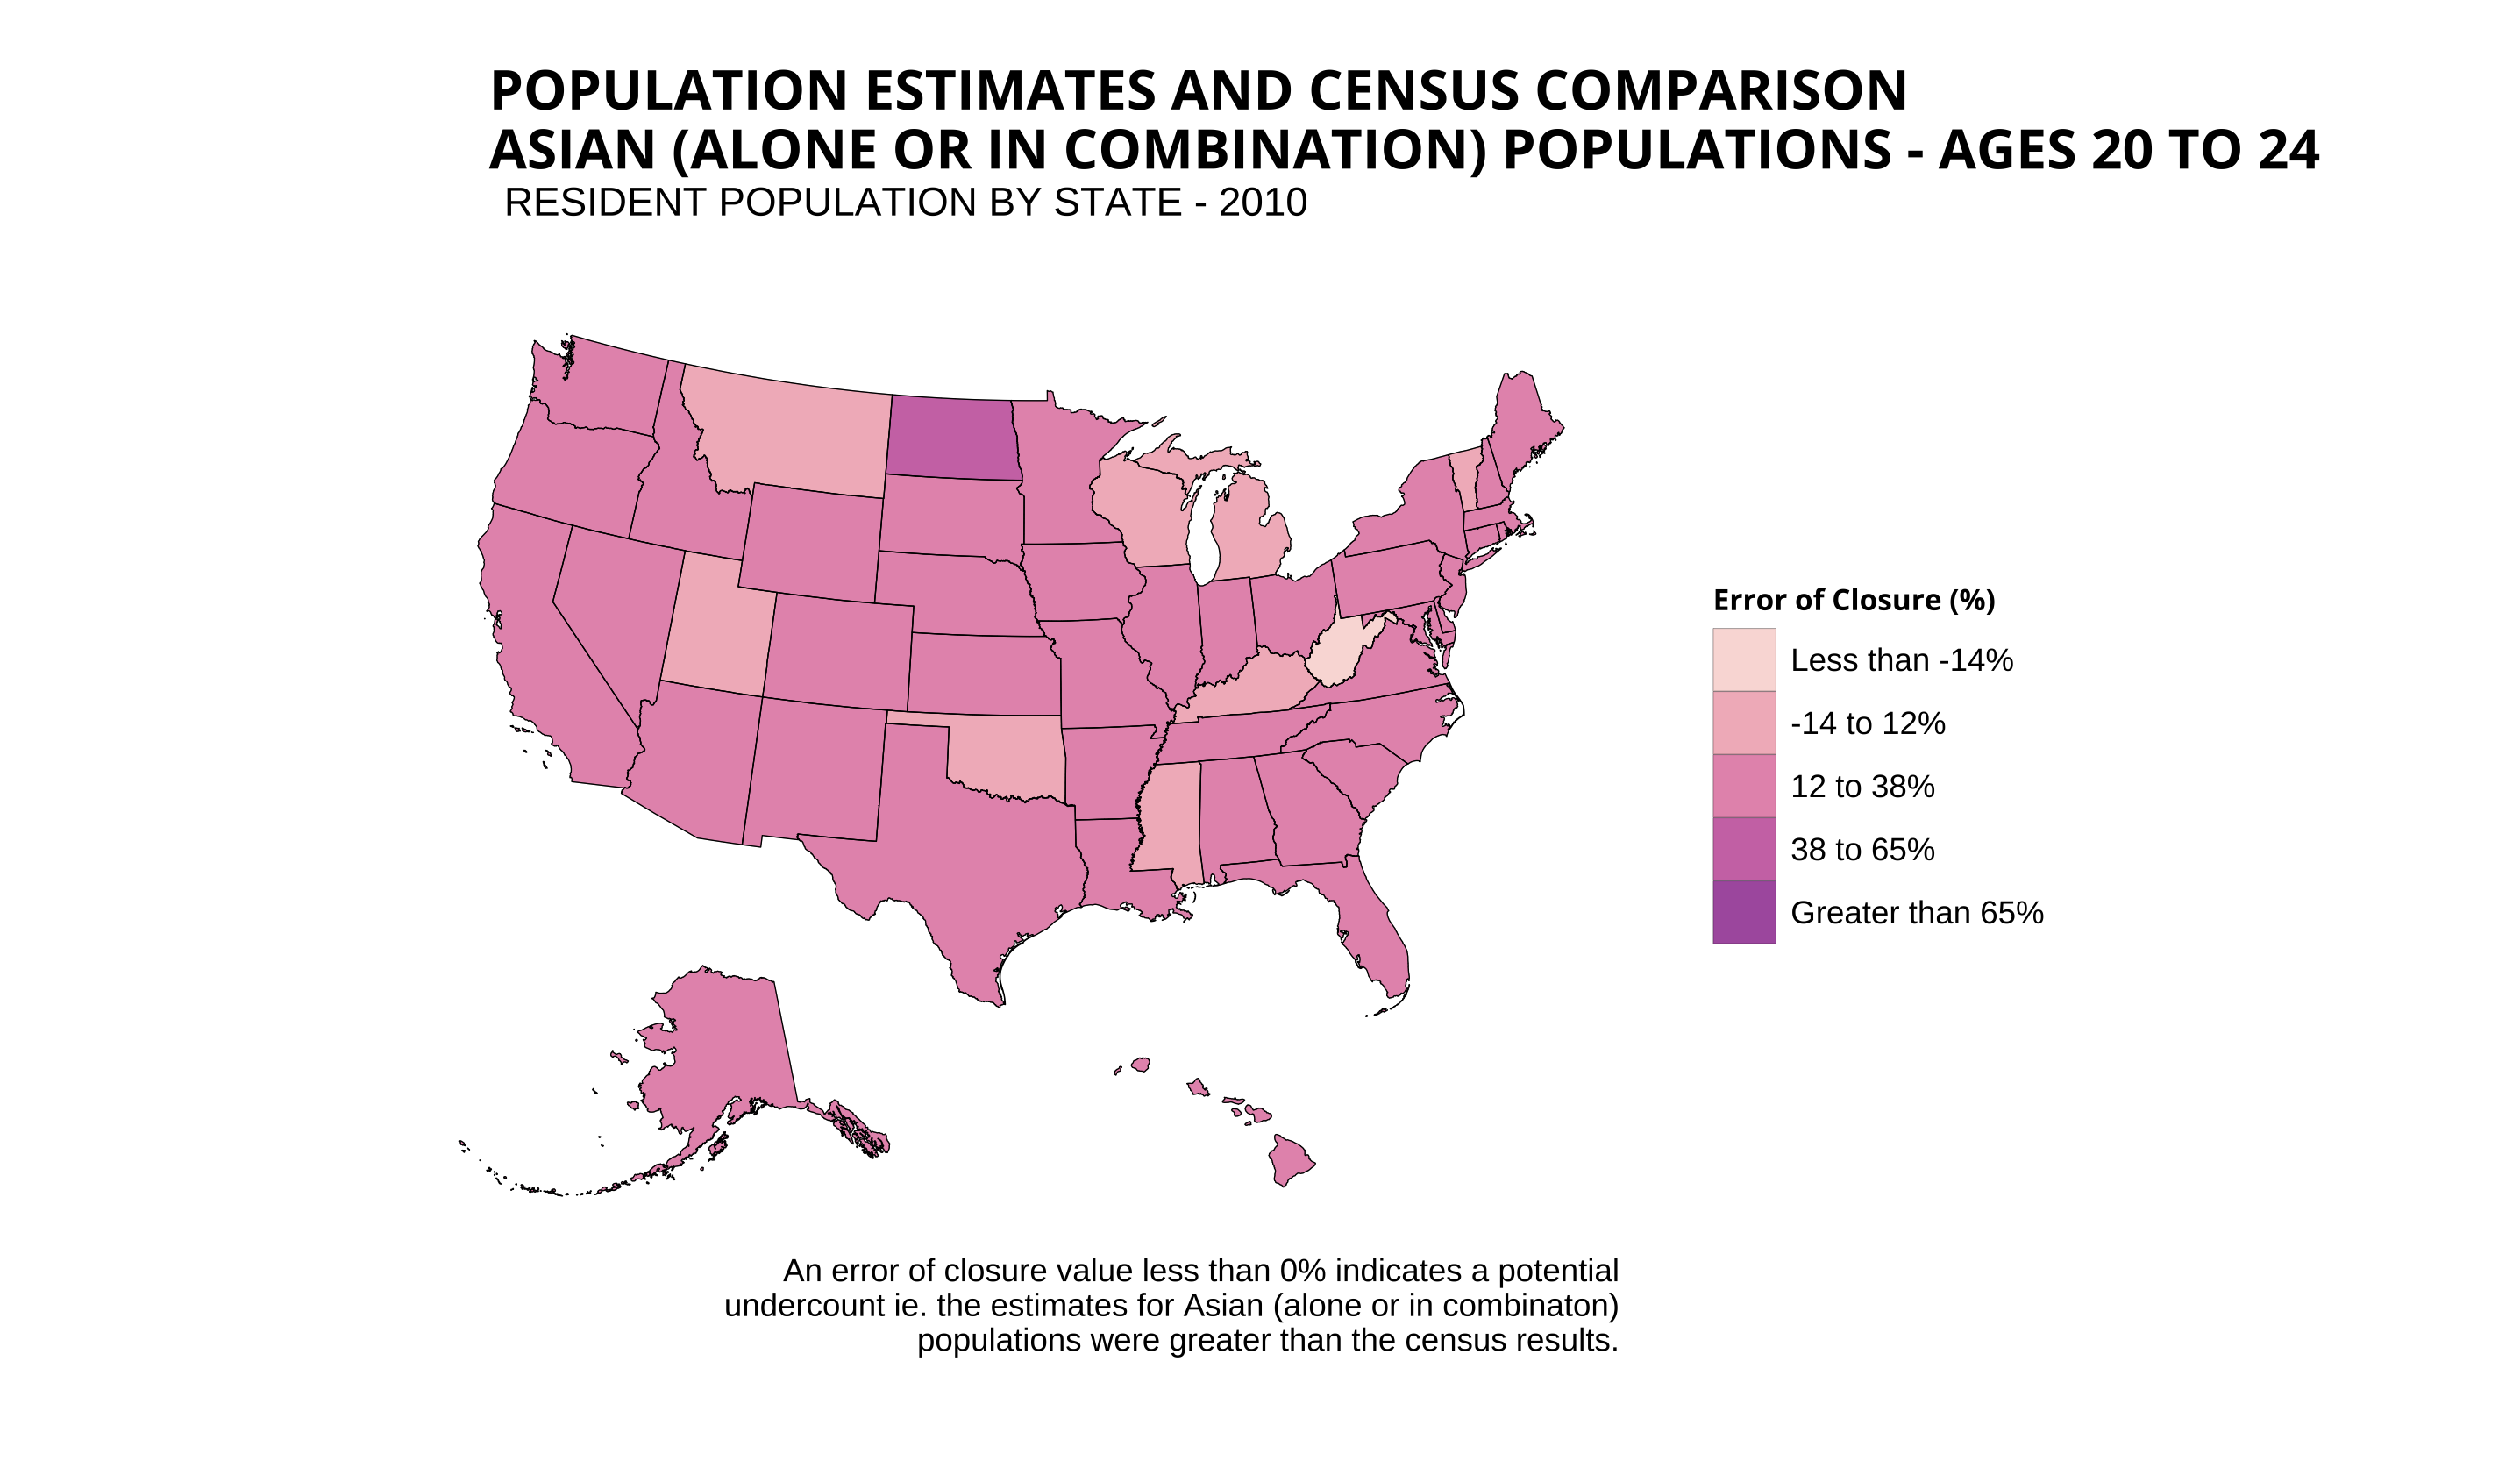 POPULATION ESTIMATES AND CENSUS COMPARISON
ASIAN (ALONE OR IN COMBINATION) POPULATIONS - AGES 20 TO 24
RESIDENT POPULATION BY STATE - 2010
Error of Closure (%)
Less than -14%
-14 to 12%
12 to 38%
38 to 65%
Greater than 65%
An error of closure value less than 0% indicates a potential
undercount ie. the estimates for Asian (alone or in combinaton)
populations were greater than the census results.